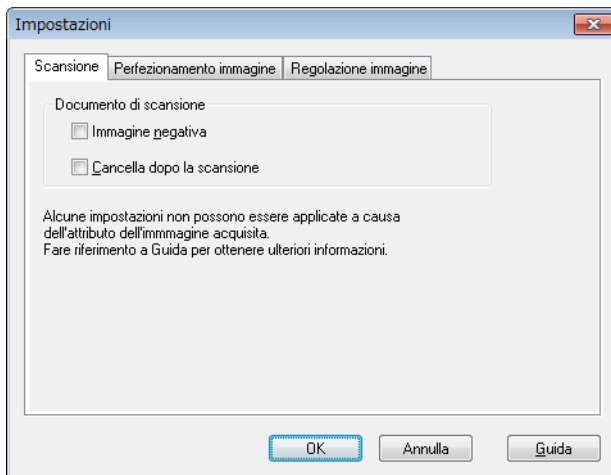 Impostazioni
Scansione Perfezionamento immagine Regolazione immagine
Documento di scansione
Immagine negativa
Cancella dopo la scansione
Alcune impostazioni non possono essere applicate a causa
dell'attributo dell'immmagine acquisita.
Fare riferimento a Guida per ottenere ulteriori informazioni.
OK Annulla Guida